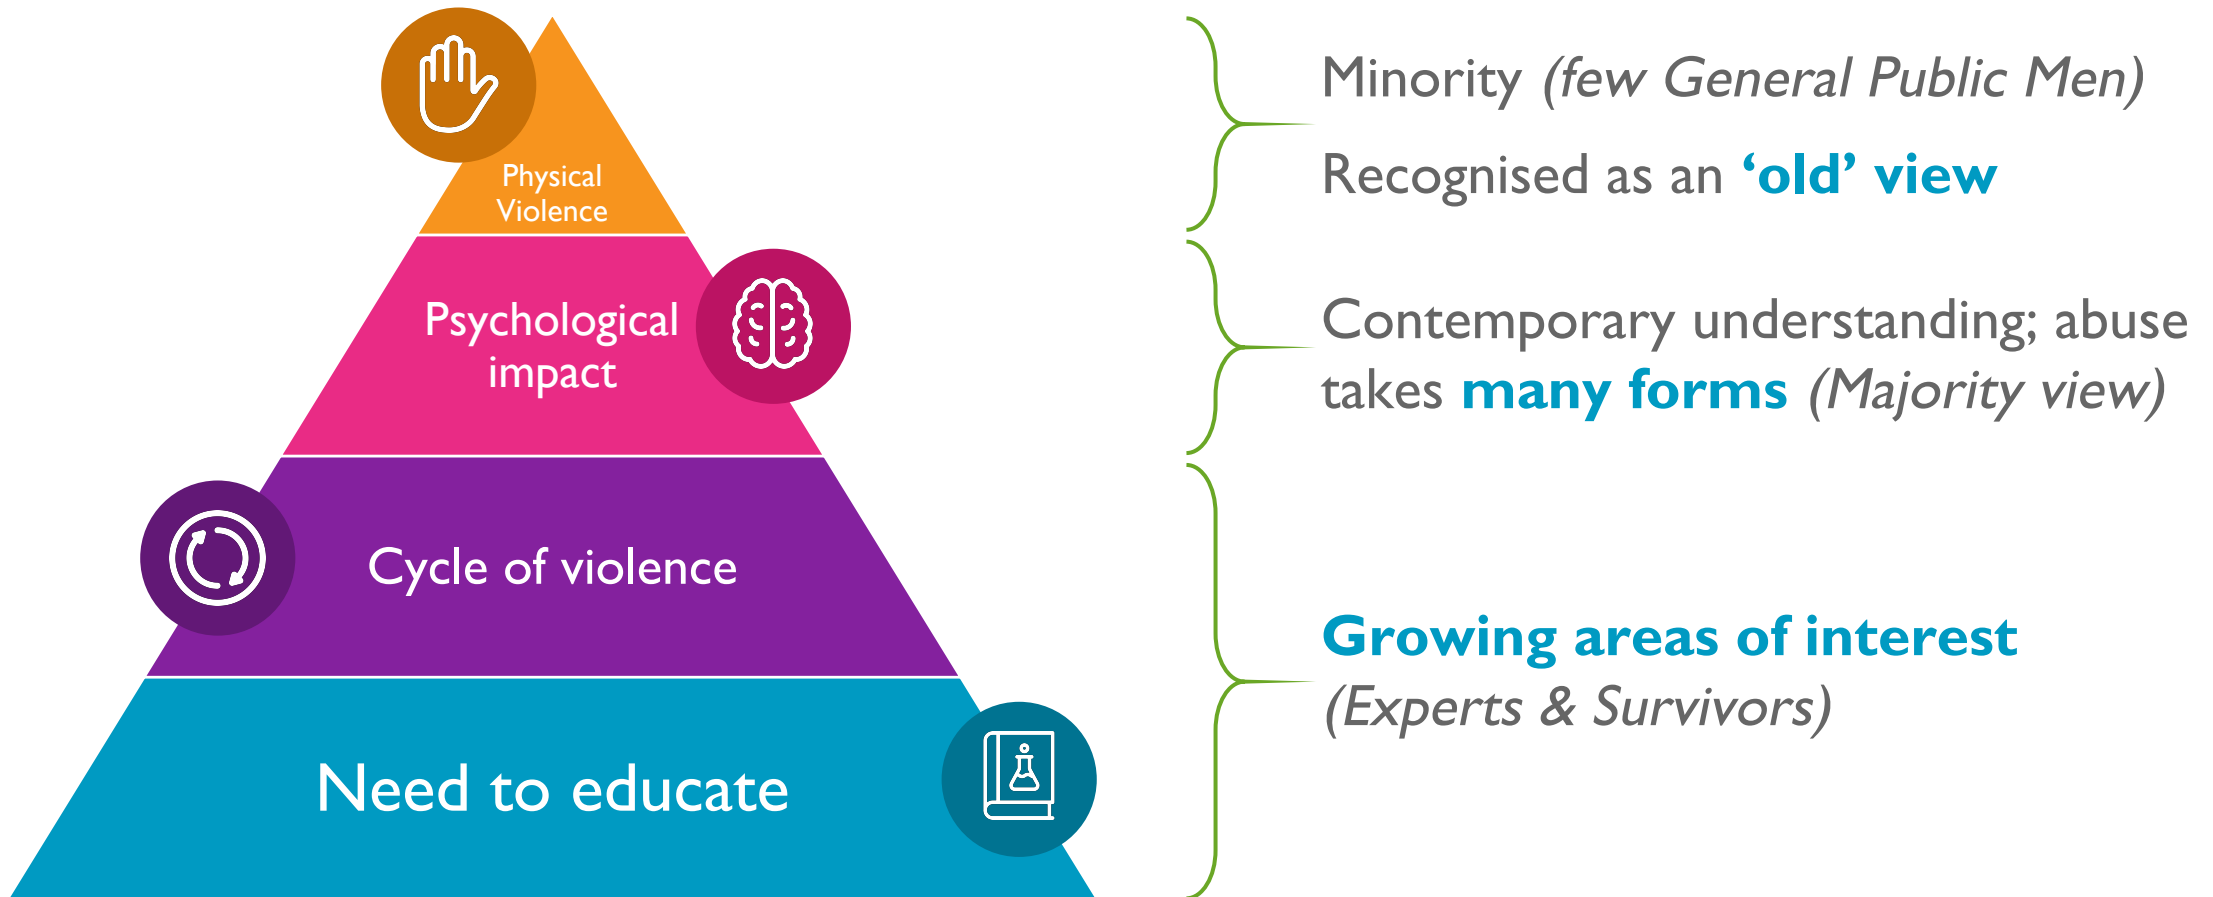 Physical
Violence
Minority (few General Public Men)
Recognised as an ‘old’ view
Psychological
impact
Contemporary understanding; abuse
takes many forms (Majority view)
Cycle of violence
Growing areas of interest
(Experts & Survivors)
Need to educate